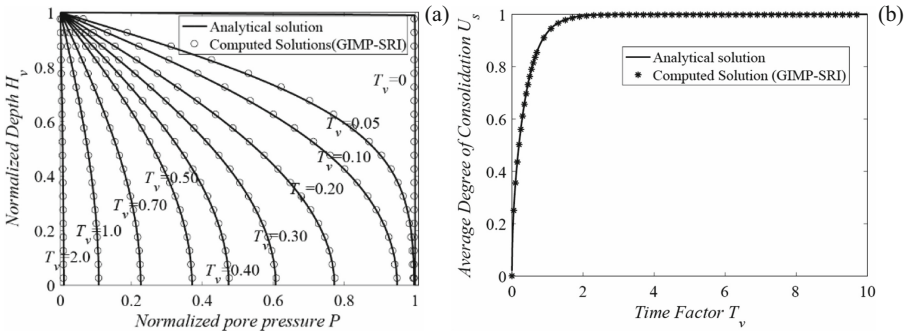 (a)
Analytical solution
Computed Solutions(GIMP-SRI)
Normalized Depth H_v
1
0.8
0.6
0.4
0.2
0
T_v=0
T_v=0.05
T_v=0.10
T_v=0.20
T_v=0.50
T_v=0.70
T_v=0.30
T_v=1.0
T_v=2.0
T_v=0.40
0
0.2
0.4
0.6
0.8
1
Normalized pore pressure P
(b)
Average Degree of Consolidation U_s
1
0.8
0.6
0.4
0.2
0
Analytical solution
Computed Solution (GIMP-SRI)
0
2
4
6
8
10
Time Factor T_v